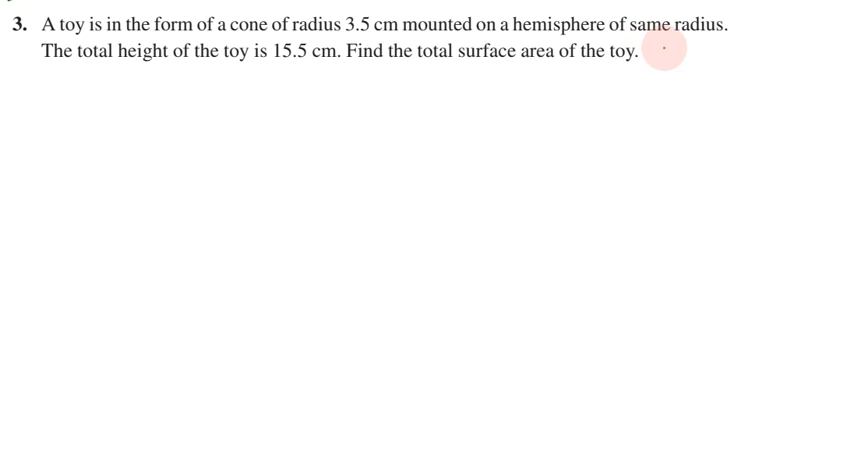 3. A toy is in the form of a cone of radius 3.5 cm mounted on a hemisphere of same radius.
The total height of the toy is 15.5 cm. Find the total surface area of the toy.